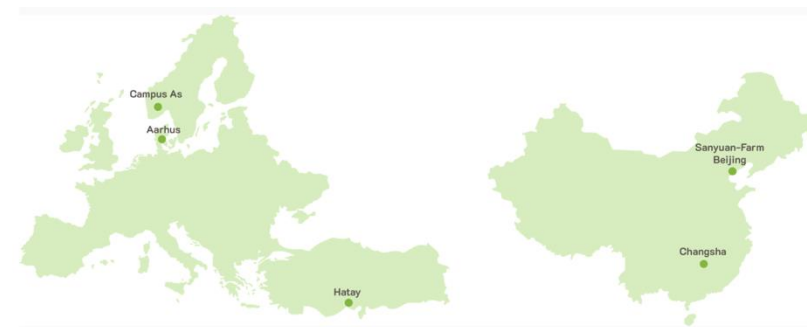 Campus As
Aarhus
Hatay
Sanyuan-Farm
Beijing
Changsha